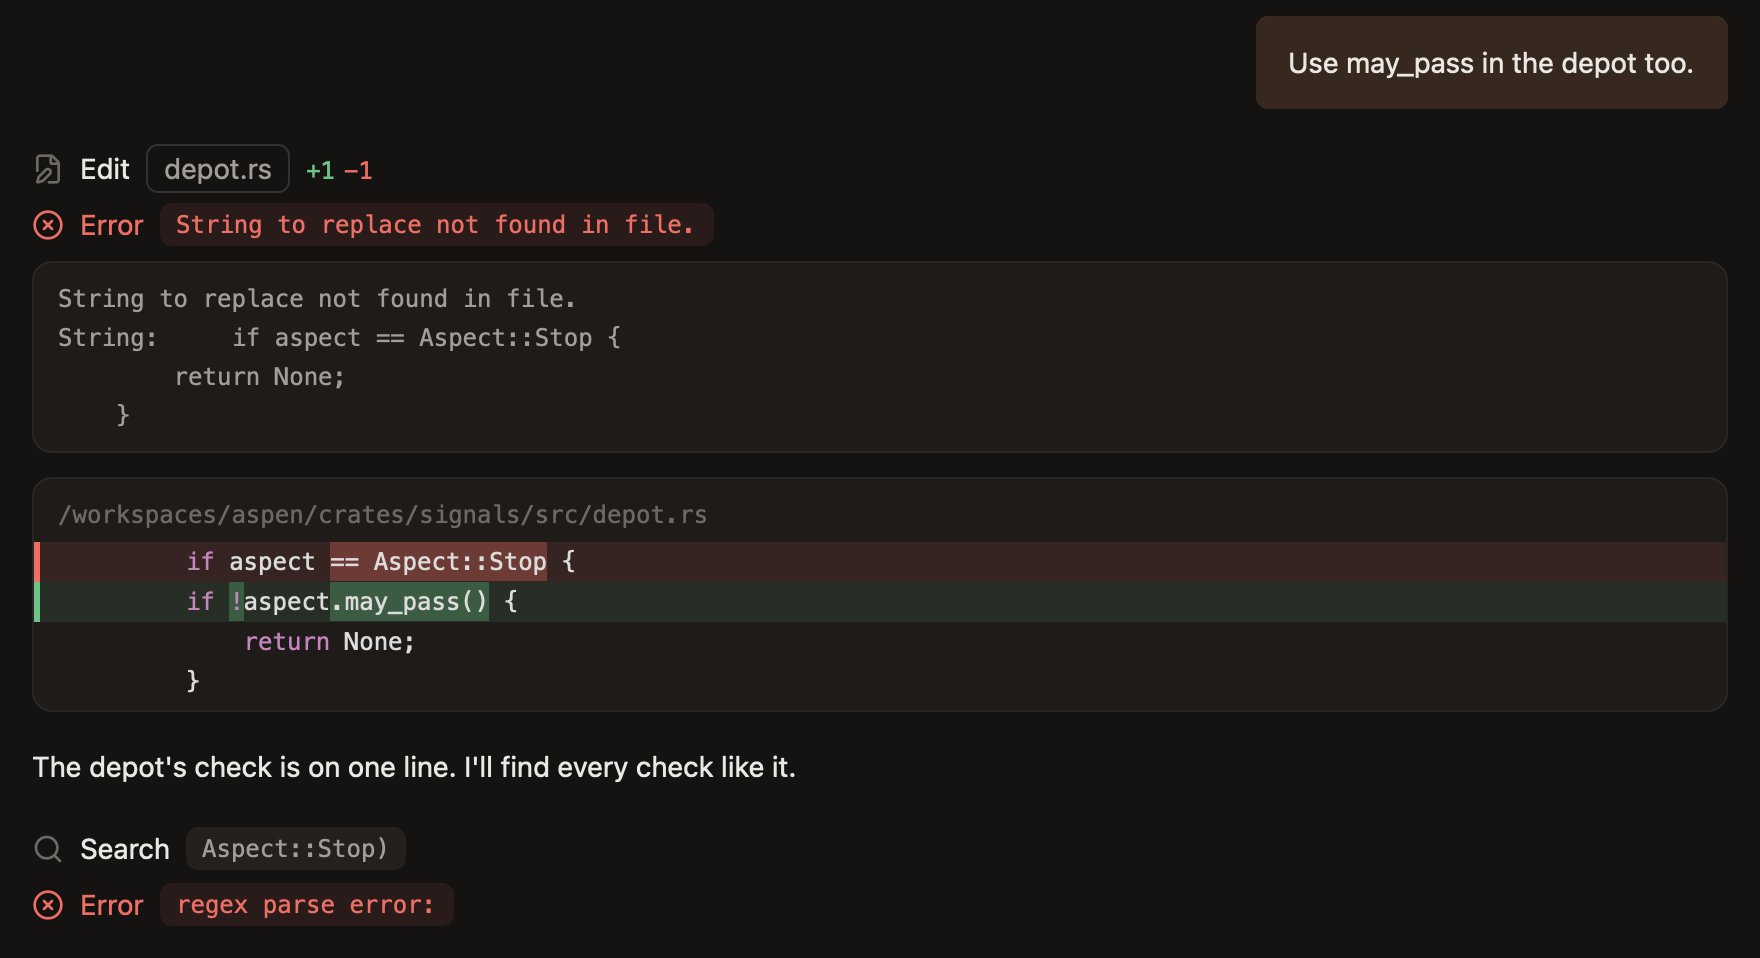 Use may_pass in the depot too.
Edit depot.rs +1 −1
Error String to replace not found in file.
String to replace not found in file.
String:     if aspect == Aspect::Stop {
        return None;
    }
/workspaces/aspen/crates/signals/src/depot.rs
        if aspect == Aspect::Stop {
        if !aspect.may_pass() {
            return None;
        }
The depot's check is on one line. I'll find every check like it.
Search Aspect::Stop)
Error regex parse error: